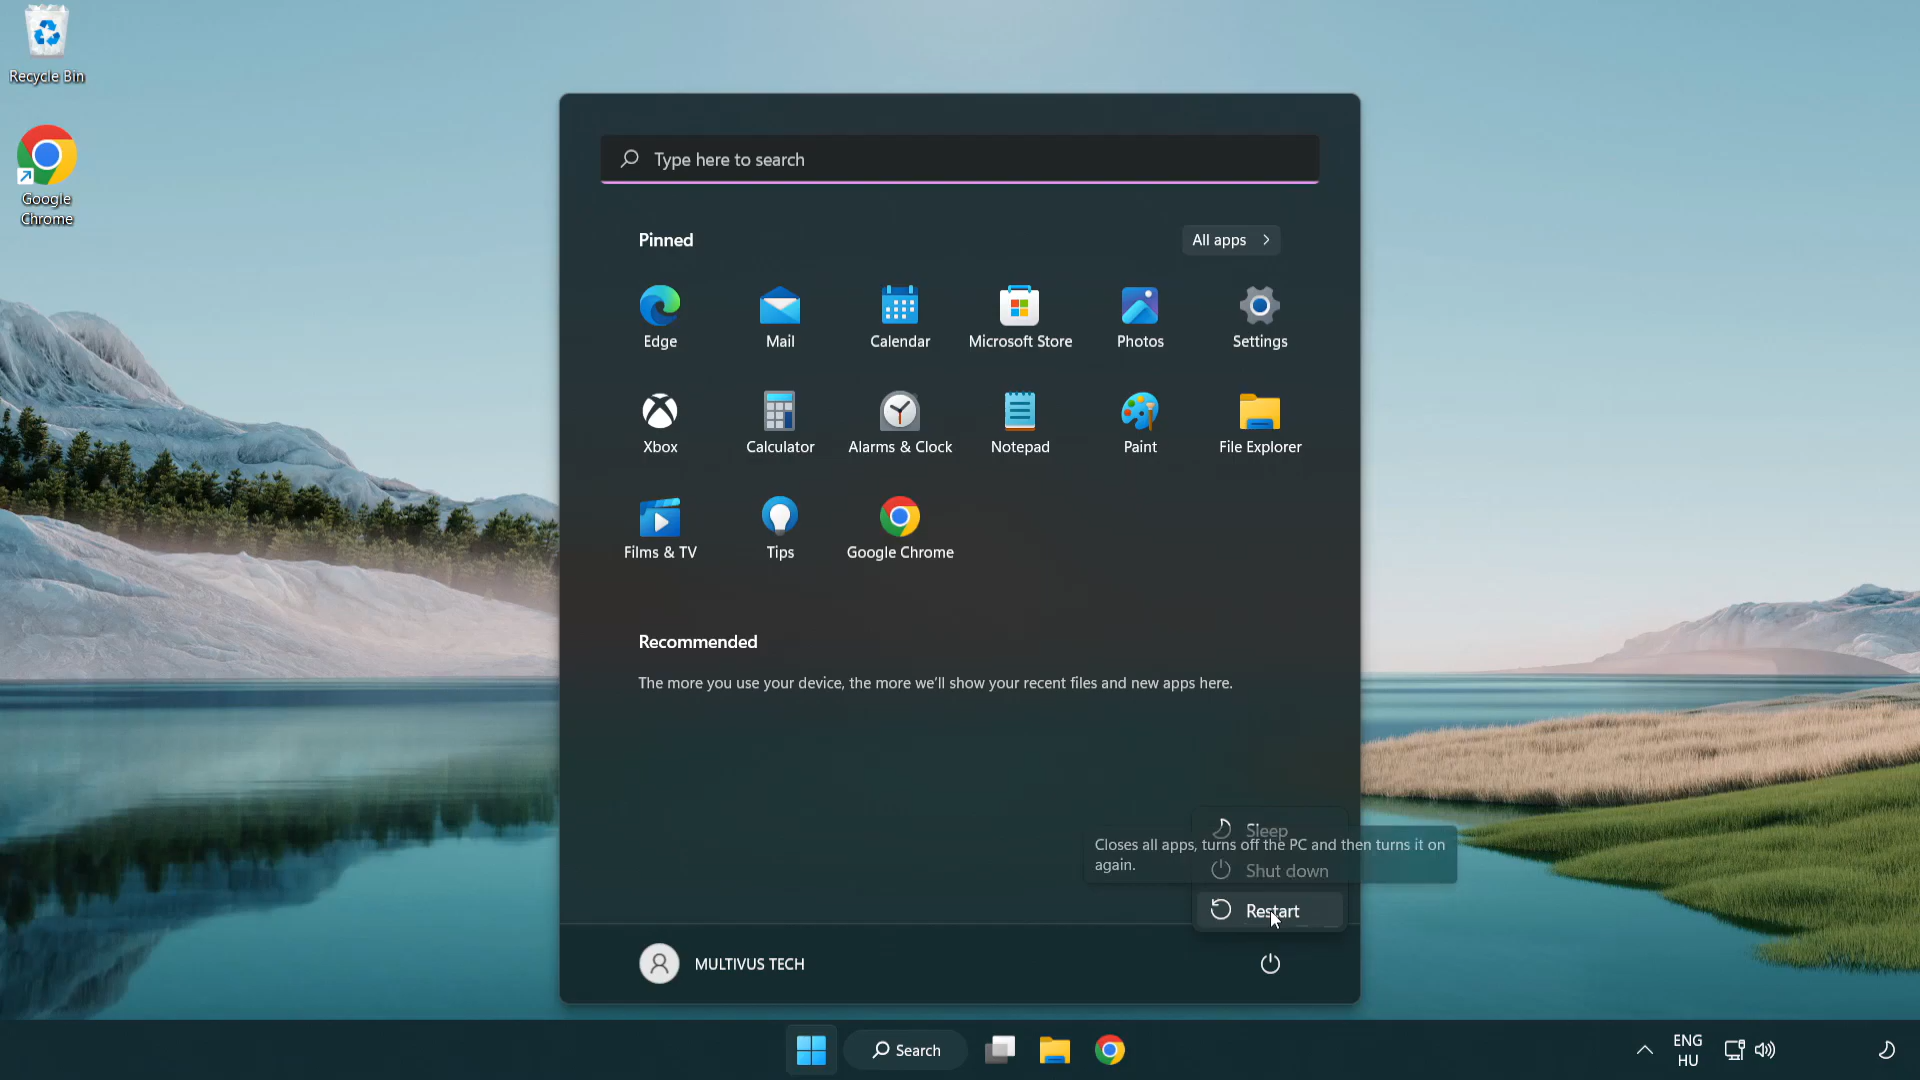 Recycle Bin
Google
Chrome
Type here to search
Pinned
All apps
Edge
Mail
Calendar
Microsoft Store
Photos
Settings
Xbox
Calculator
Alarms & Clock
Notepad
Paint
File Explorer
Films & TV
Tips
Google Chrome
Recommended
The more you use your device, the more we'll show your recent files and new apps here.
Sleep
Closes all apps, turns off the PC and then turns it on
again.
Shut down
Restart
MULTIVUS TECH
Search
ENG
HU